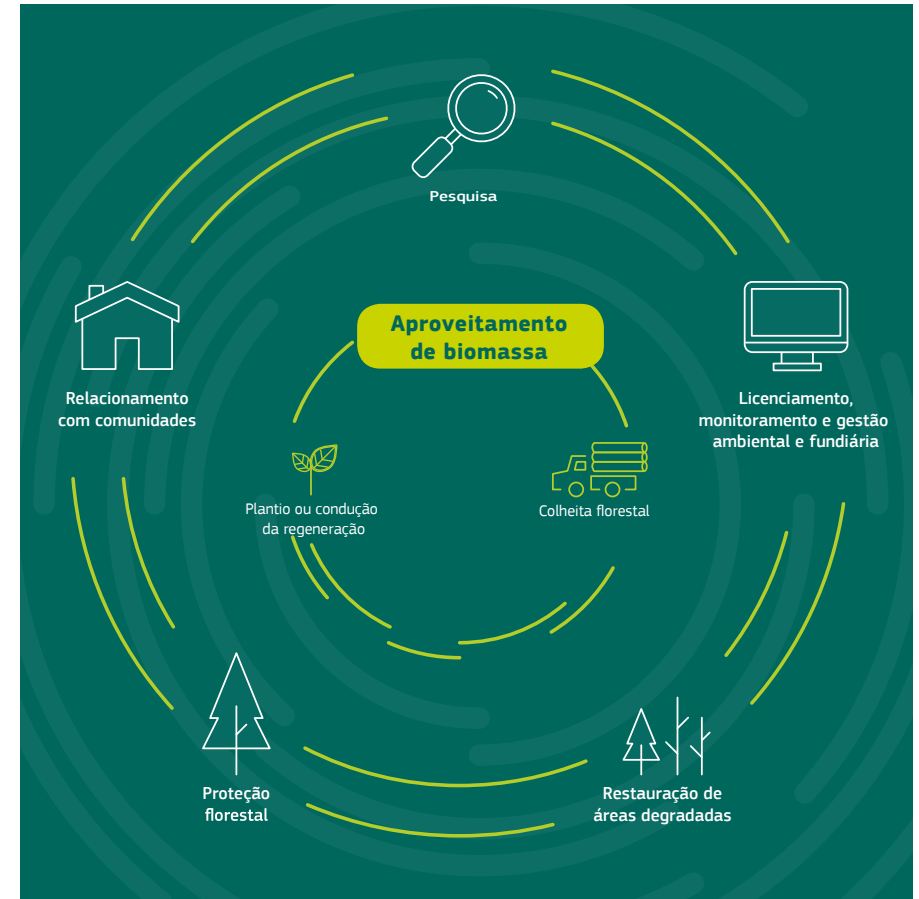 Pesquisa
Aproveitamento
de biomassa
Relacionamento
com comunidades
Licenciamento,
monitoramento e gestão
ambiental e fundiária
Plantio ou condução
da regeneração
Colheita florestal
Proteção
florestal
Restauração de
áreas degradadas